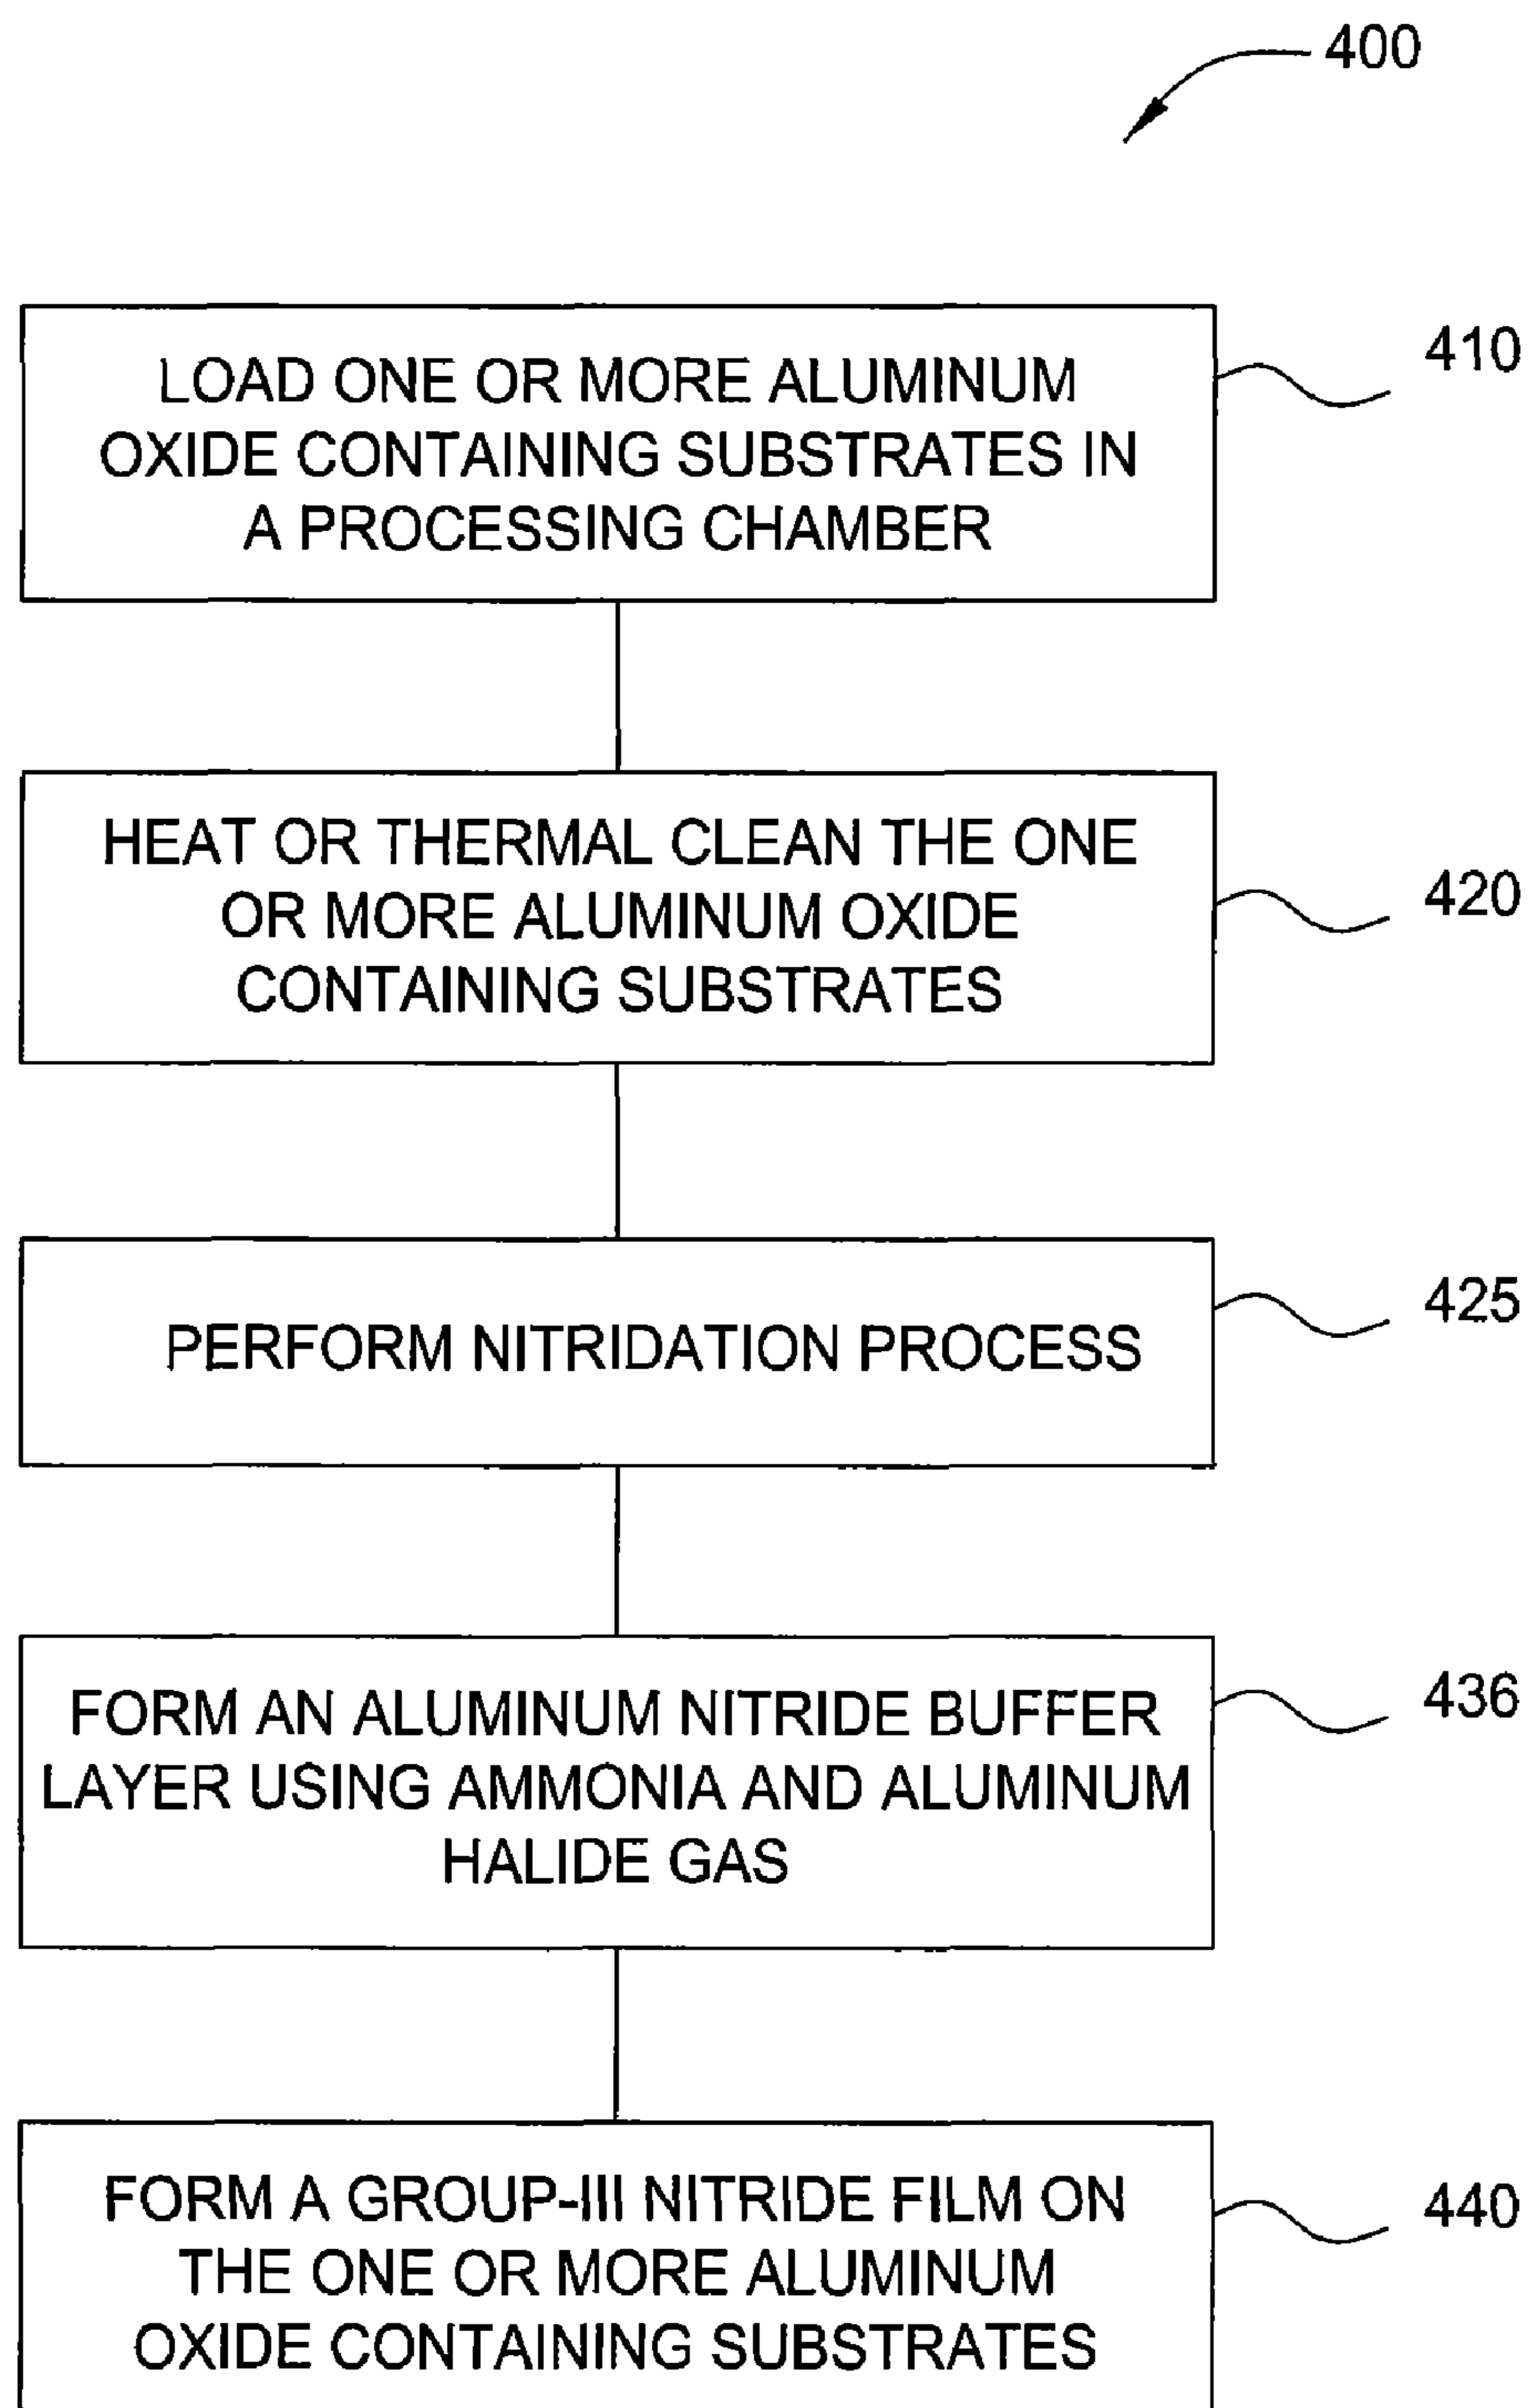 400
LOAD ONE OR MORE ALUMINUM
OXIDE CONTAINING SUBSTRATES IN
A PROCESSING CHAMBER
410
HEAT OR THERMAL CLEAN THE ONE
OR MORE ALUMINUM OXIDE
CONTAINING SUBSTRATES
420
PERFORM NITRIDATION PROCESS
425
FORM AN ALUMINUM NITRIDE BUFFER
LAYER USING AMMONIA AND ALUMINUM
HALIDE GAS
436
FORM A GROUP-III NITRIDE FILM ON
THE ONE OR MORE ALUMINUM
OXIDE CONTAINING SUBSTRATES
440